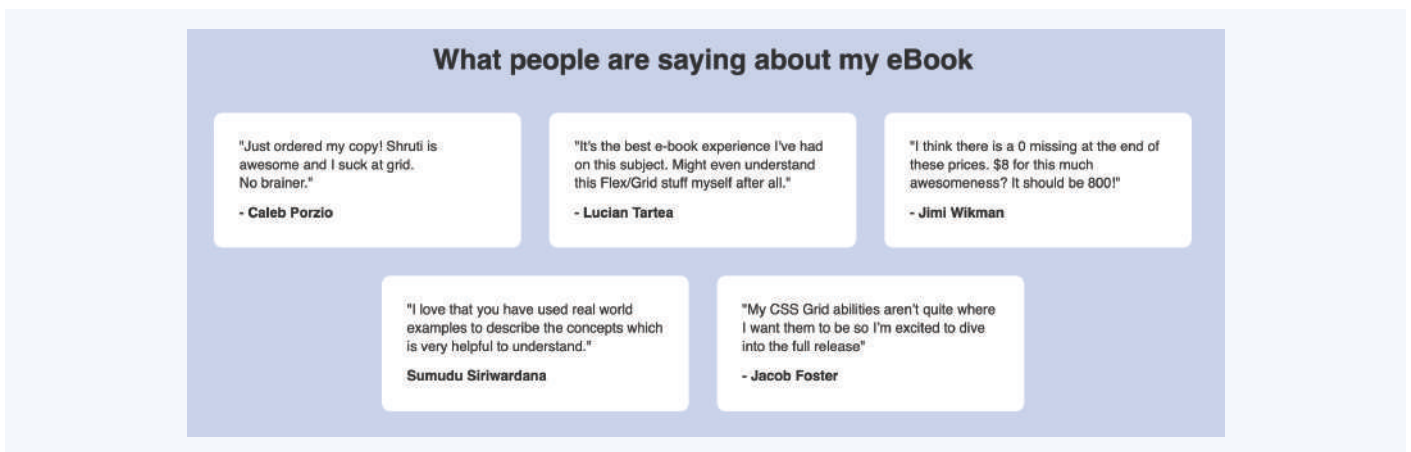 What people are saying about my eBook
"Just ordered my copy! Shruti is
awesome and I suck at grid.
No brainer."
- Caleb Porzio
"It's the best e-book experience I've had
on this subject. Might even understand
this Flex/Grid stuff myself after all."
- Lucian Tartea
"I think there is a 0 missing at the end of
these prices. $8 for this much
awesomeness? It should be 800!"
- Jimi Wikman
"I love that you have used real world
examples to describe the concepts which
is very helpful to understand."
Sumudu Siriwardana
"My CSS Grid abilities aren't quite where
I want them to be so I'm excited to dive
into the full release"
- Jacob Foster